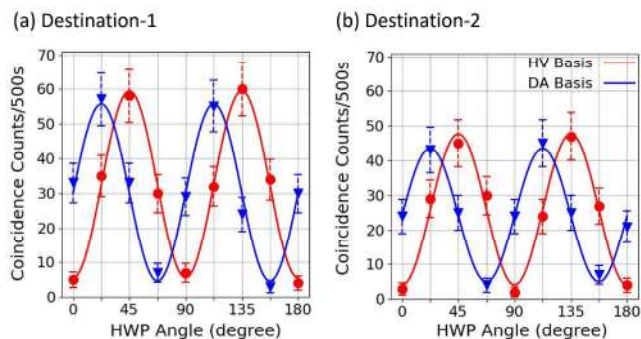 (a) Destination-1
70
60
50
40
30
20
10
0
Coincidence Counts/500s
0 45 90 135 180
HWP Angle (degree)
(b) Destination-2
70
60
50
40
30
20
10
0
Coincidence Counts/500s
HV Basis
DA Basis
0 45 90 135 180
HWP Angle (degree)